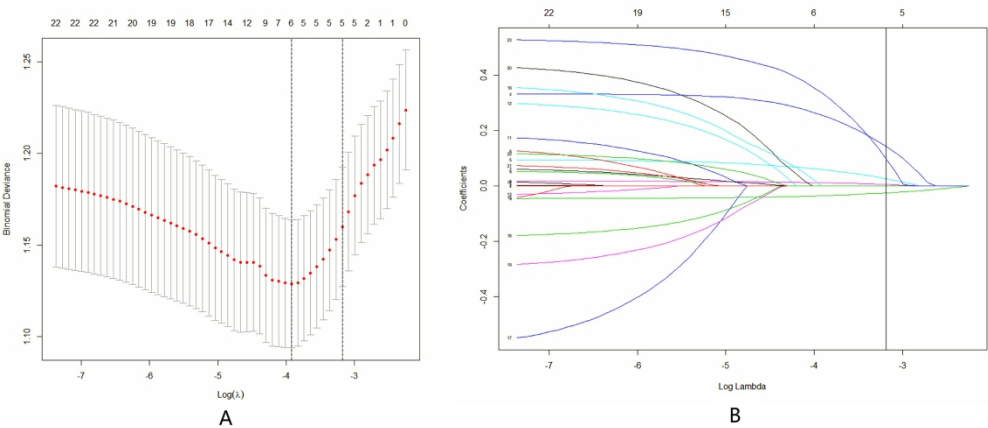 22 22 22 21 20 19 19 18 17 14 12 9 7 6 5 5 5 5 2 1 1 0
1.25
1.20
1.15
1.10
Binomial Deviance
-7 -6 -5 -4 -3
Log(λ)
A
22 19 15 6 5
0.4
0.2
0.0
-0.2
-0.4
Coefficients
20
11
17
-7 -6 -5 -4 -3
Log Lambda
B